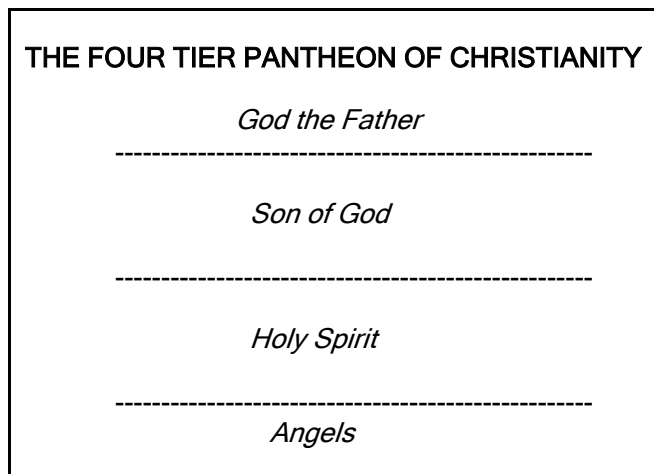 THE FOUR TIER PANTHEON OF CHRISTIANITY
God the Father
----------------------------------------------------
Son of God
----------------------------------------------------
Holy Spirit
----------------------------------------------------
Angels